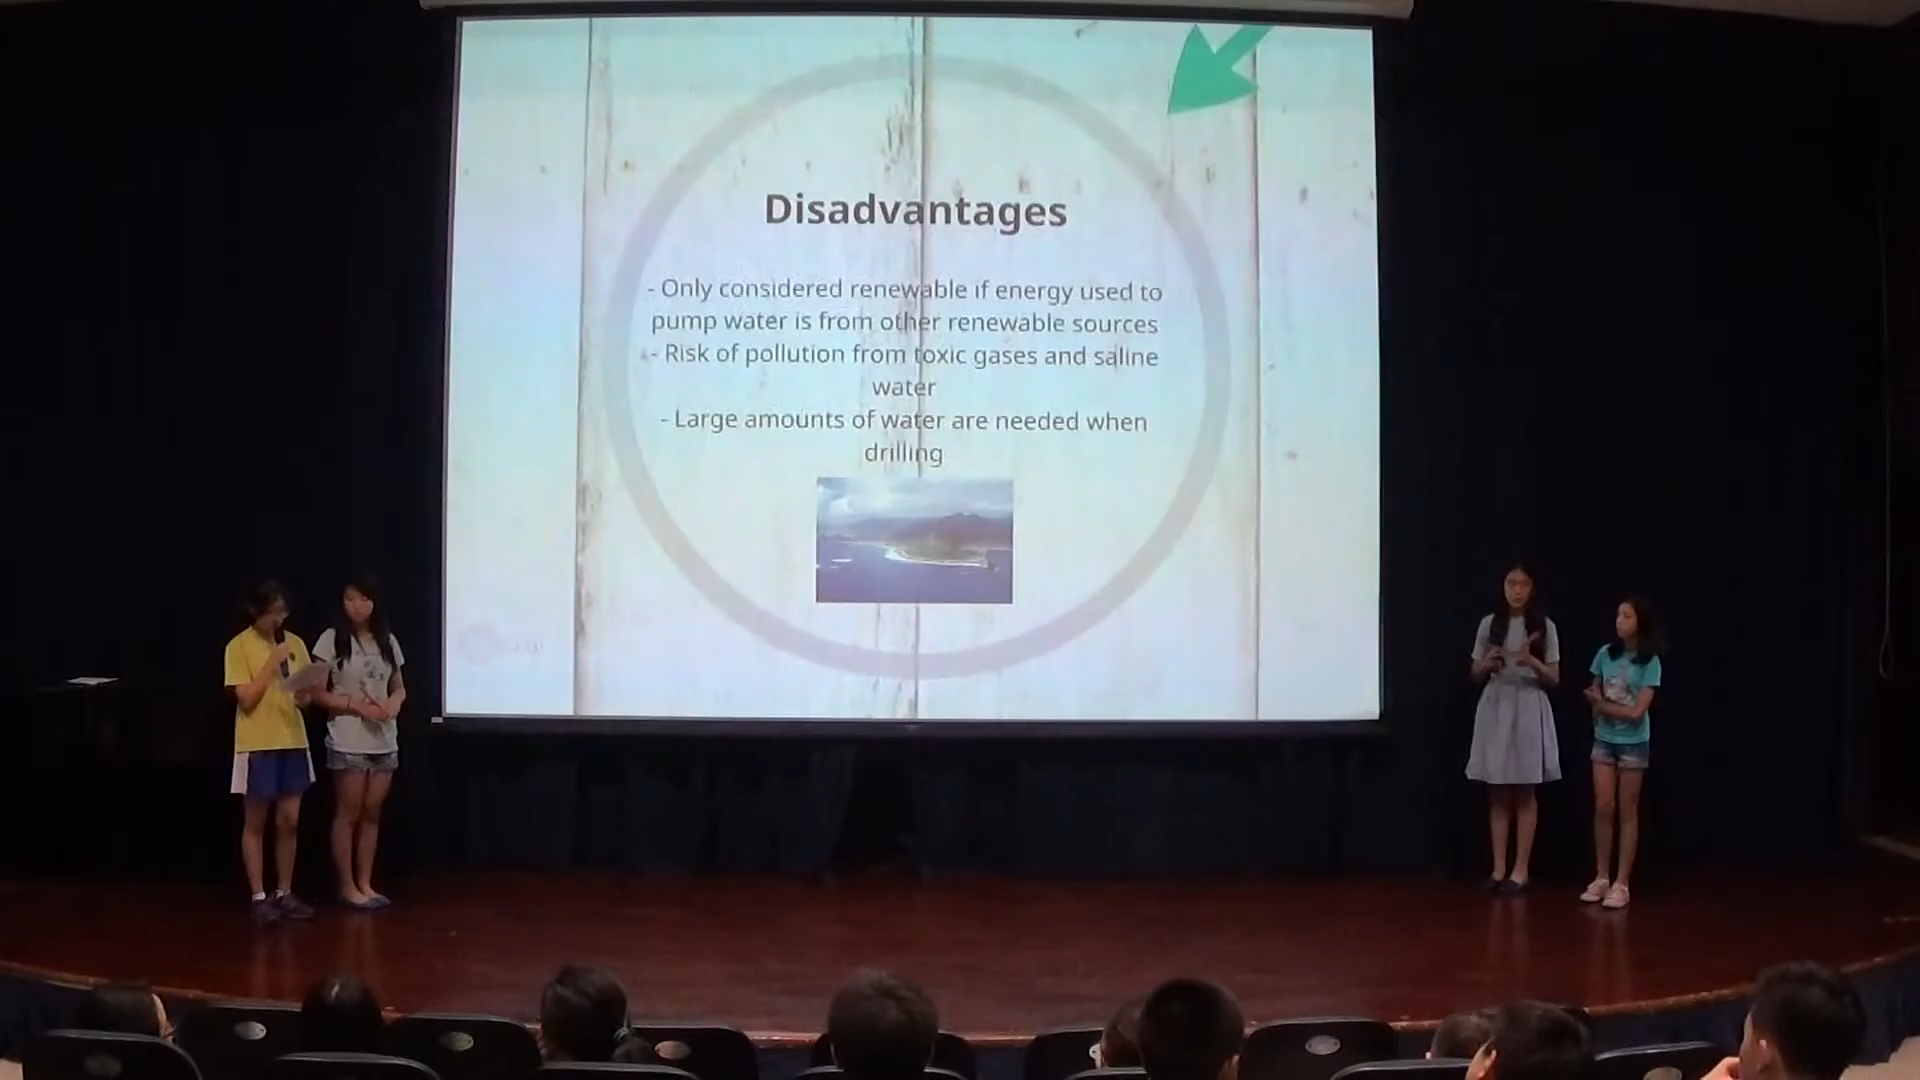 Disadvantages
- Only considered renewable if energy used to
pump water is from other renewable sources
- Risk of pollution from toxic gases and saline
water
- Large amounts of water are needed when
drilling